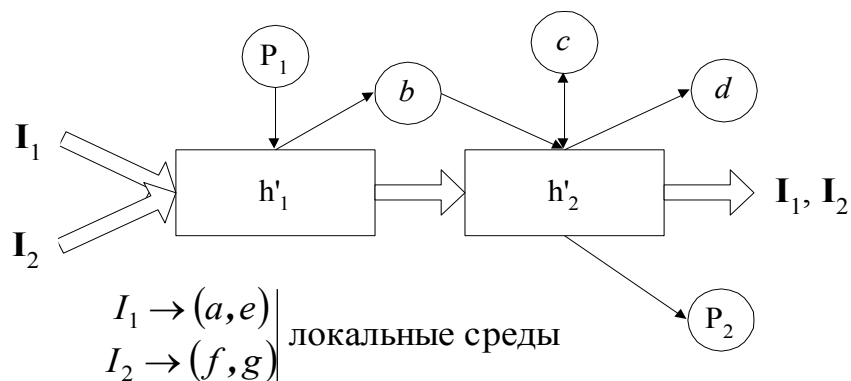 P₁
c
b
d
I₁
h'₁
h'₂
I₁, I₂
I₂
I₁ → (a, e)
I₂ → (f, g)
локальные среды
P₂